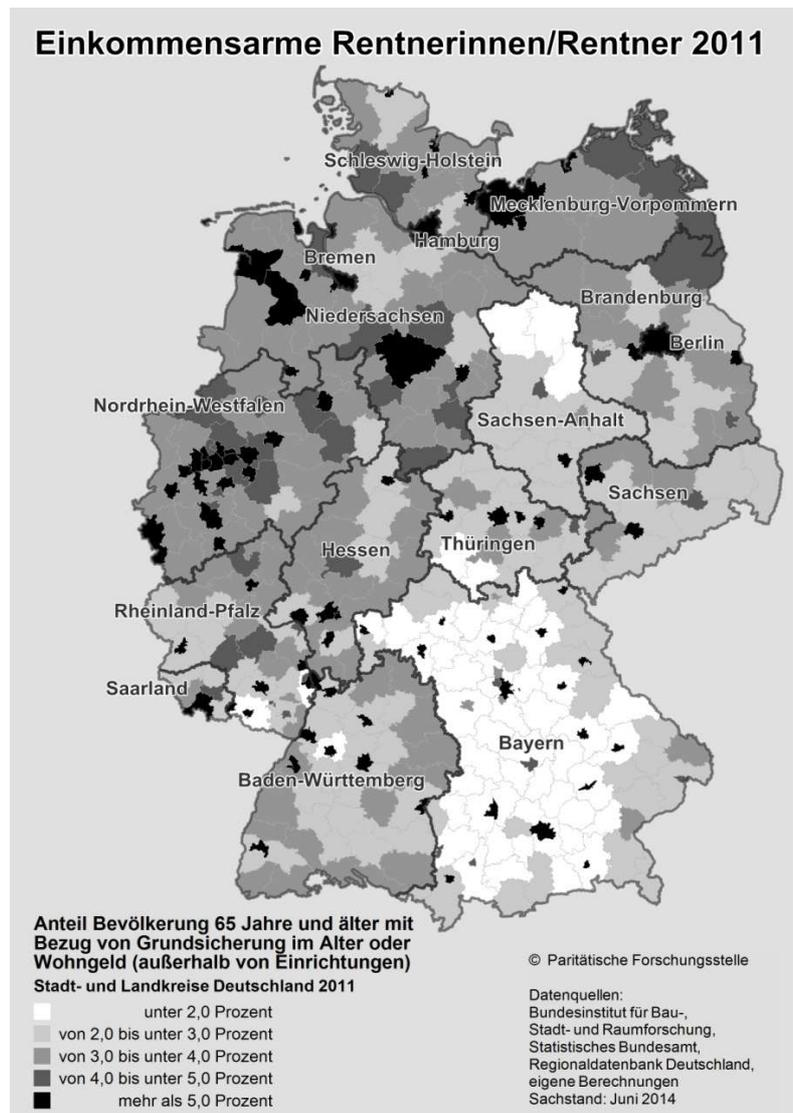 Einkommensarme Rentnerinnen/Rentner 2011
Schleswig-Holstein
Mecklenburg-Vorpommern
Hamburg
Bremen
Brandenburg
Niedersachsen
Berlin
Nordrhein-Westfalen
Sachsen-Anhalt
Sachsen
Hessen
Thüringen
Rheinland-Pfalz
Saarland
Bayern
Baden-Württemberg
Anteil Bevölkerung 65 Jahre und älter mit
Bezug von Grundsicherung im Alter oder
Wohngeld (außerhalb von Einrichtungen)
Stadt- und Landkreise Deutschland 2011
unter 2,0 Prozent
von 2,0 bis unter 3,0 Prozent
von 3,0 bis unter 4,0 Prozent
von 4,0 bis unter 5,0 Prozent
mehr als 5,0 Prozent
© Paritätische Forschungsstelle
Datenquellen:
Bundesinstitut für Bau-,
Stadt- und Raumforschung,
Statistisches Bundesamt,
Regionaldatenbank Deutschland,
eigene Berechnungen
Sachstand: Juni 2014